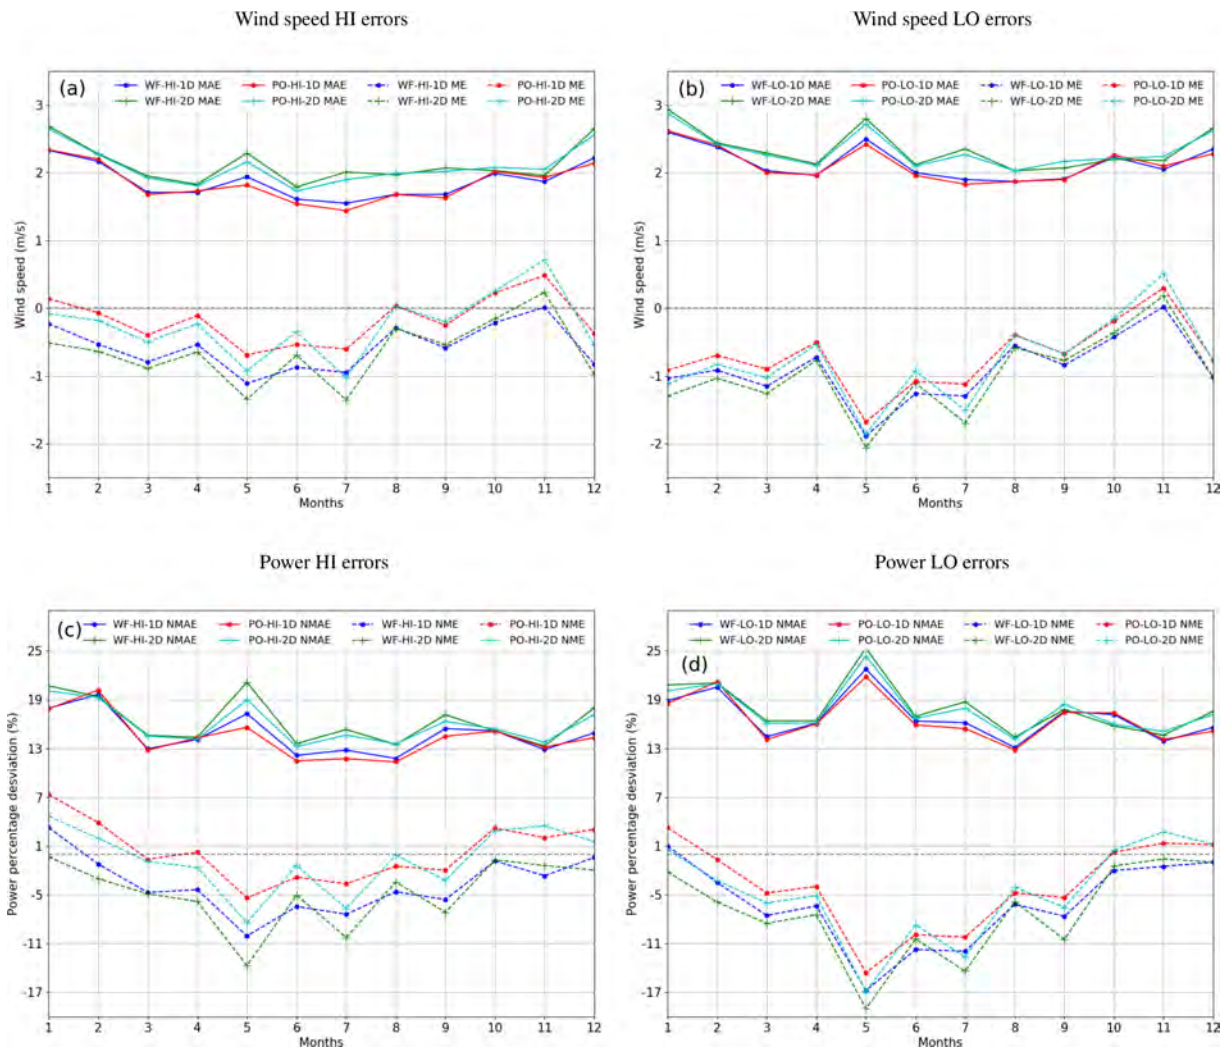 Wind speed HI errors
Wind speed LO errors
(a)
WF-HI-1D MAE PO-HI-1D MAE WF-HI-1D ME PO-HI-1D ME
WF-HI-2D MAE PO-HI-2D MAE WF-HI-2D ME PO-HI-2D ME
3
2
1
0
-1
-2
Wind speed (m/s)
1 2 3 4 5 6 7 8 9 10 11 12
Months
(b)
WF-LO-1D MAE PO-LO-1D MAE WF-LO-1D ME PO-LO-1D ME
WF-LO-2D MAE PO-LO-2D MAE WF-LO-2D ME PO-LO-2D ME
3
2
1
0
-1
-2
Wind speed (m/s)
1 2 3 4 5 6 7 8 9 10 11 12
Months
Power HI errors
Power LO errors
(c)
WF-HI-1D NMAE PO-HI-1D NMAE WF-HI-1D NME PO-HI-1D NME
WF-HI-2D NMAE PO-HI-2D NMAE WF-HI-2D NME PO-HI-2D NME
25
19
13
7
1
-5
-11
-17
Power percentage desviation (%)
1 2 3 4 5 6 7 8 9 10 11 12
Months
WF-LO-1D NMAE PO-LO-1D NMAE WF-LO-1D NME PO-LO-1D NME
WF-LO-2D NMAE PO-LO-2D NMAE WF-LO-2D NME PO-LO-2D NME
(d)
25
19
13
7
1
-5
-11
-17
Power percentage desviation (%)
1 2 3 4 5 6 7 8 9 10 11 12
Months